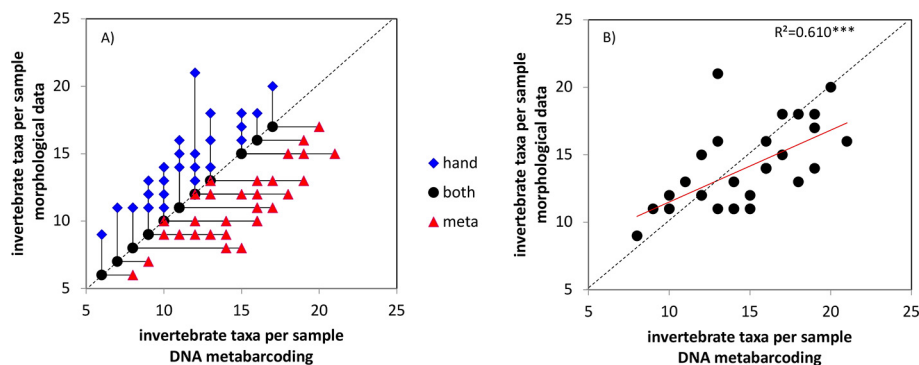 A)
25
20
15
10
5
5 10 15 20 25
invertebrate taxa per sample
morphological data
invertebrate taxa per sample
DNA metabarcoding
hand
both
meta
B)
R²=0.610***
25
20
15
10
5
5 10 15 20 25
invertebrate taxa per sample
morphological data
invertebrate taxa per sample
DNA metabarcoding